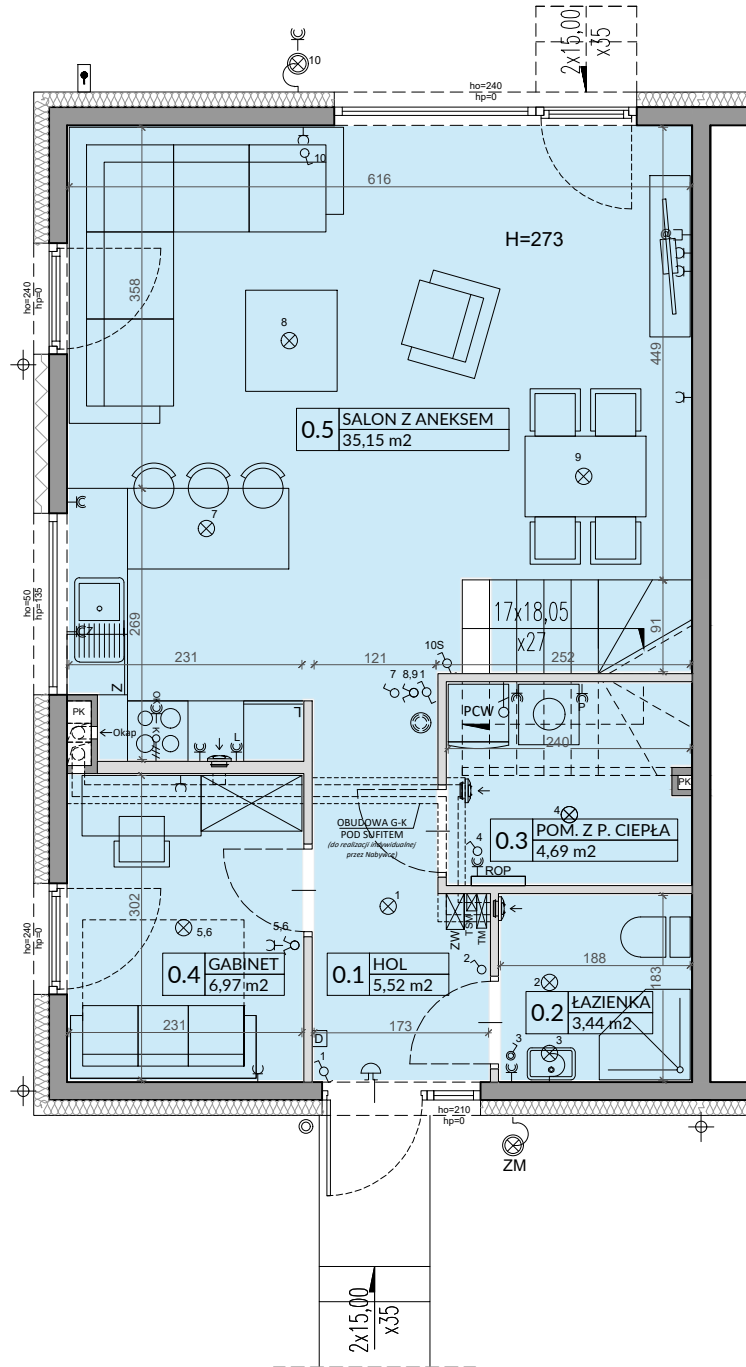 2x15,00
x35
10
ho=240
hp=0
10
616
H=273
ho=240
hp=0
358
8
449
0.5 SALON Z ANEKSEM
35,15 m2
9
7
ho=50
hp=135
Z
269
17x18,05
x27
91
10S
231
121
252
Z
7 8,9 1
PK
OK
PCW
P
Okap
K
L
240
PK
OBUDOWA G-K
POD SUFITEM
(do realizacji indywidualnej
przez Nabywcę)
4
4
0.3 POM. Z P. CIEPŁA
4,69 m2
ROP
302
ho=240
hp=0
1
5,6
5,6
ZW
TSM
TM
188
183
0.4 GABINET
6,97 m2
0.1 HOL
5,52 m2
2
2
0.2 ŁAZIENKA
3,44 m2
231
173
D
3
3
1
ho=210
hp=0
ZM
2x15,00
x35